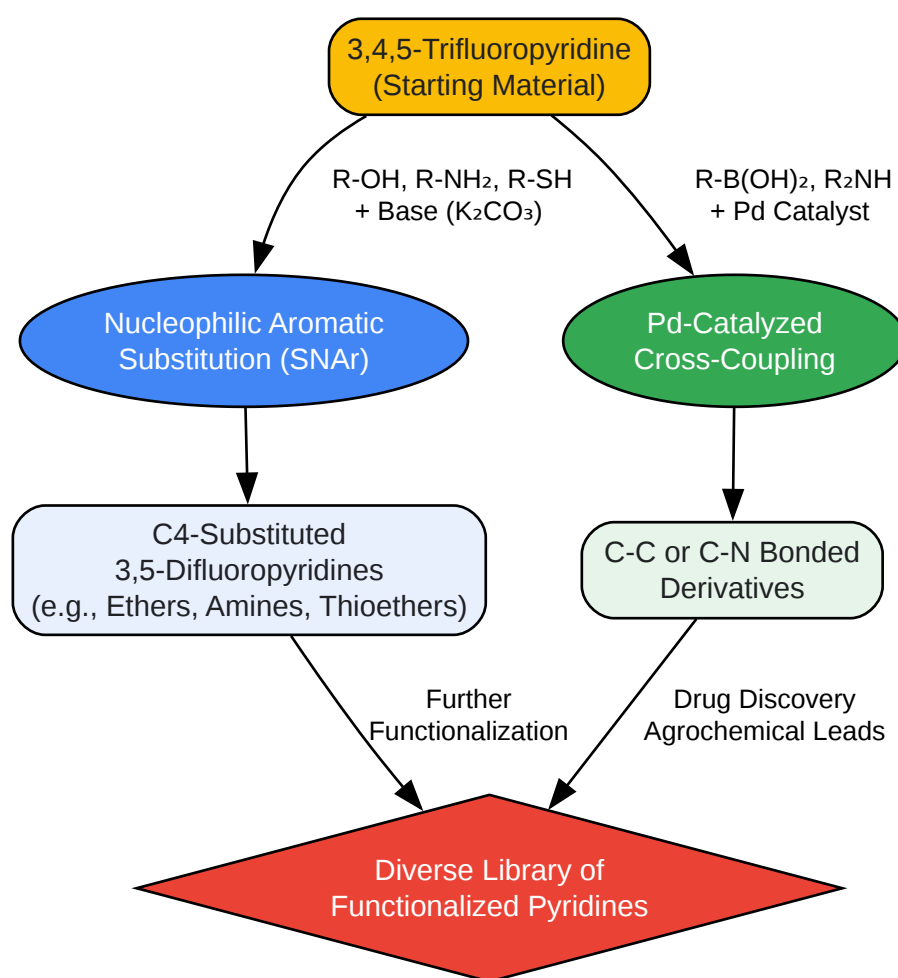 3,4,5-Trifluoropyridine
(Starting Material)
R-OH, R-NH₂, R-SH
+ Base (K₂CO₃)
R-B(OH)₂, R₂NH
+ Pd Catalyst
Nucleophilic Aromatic
Substitution (SNAr)
Pd-Catalyzed
Cross-Coupling
C4-Substituted
3,5-Difluoropyridines
(e.g., Ethers, Amines, Thioethers)
C-C or C-N Bonded
Derivatives
Further
Functionalization
Drug Discovery
Agrochemical Leads
Diverse Library of
Functionalized Pyridines